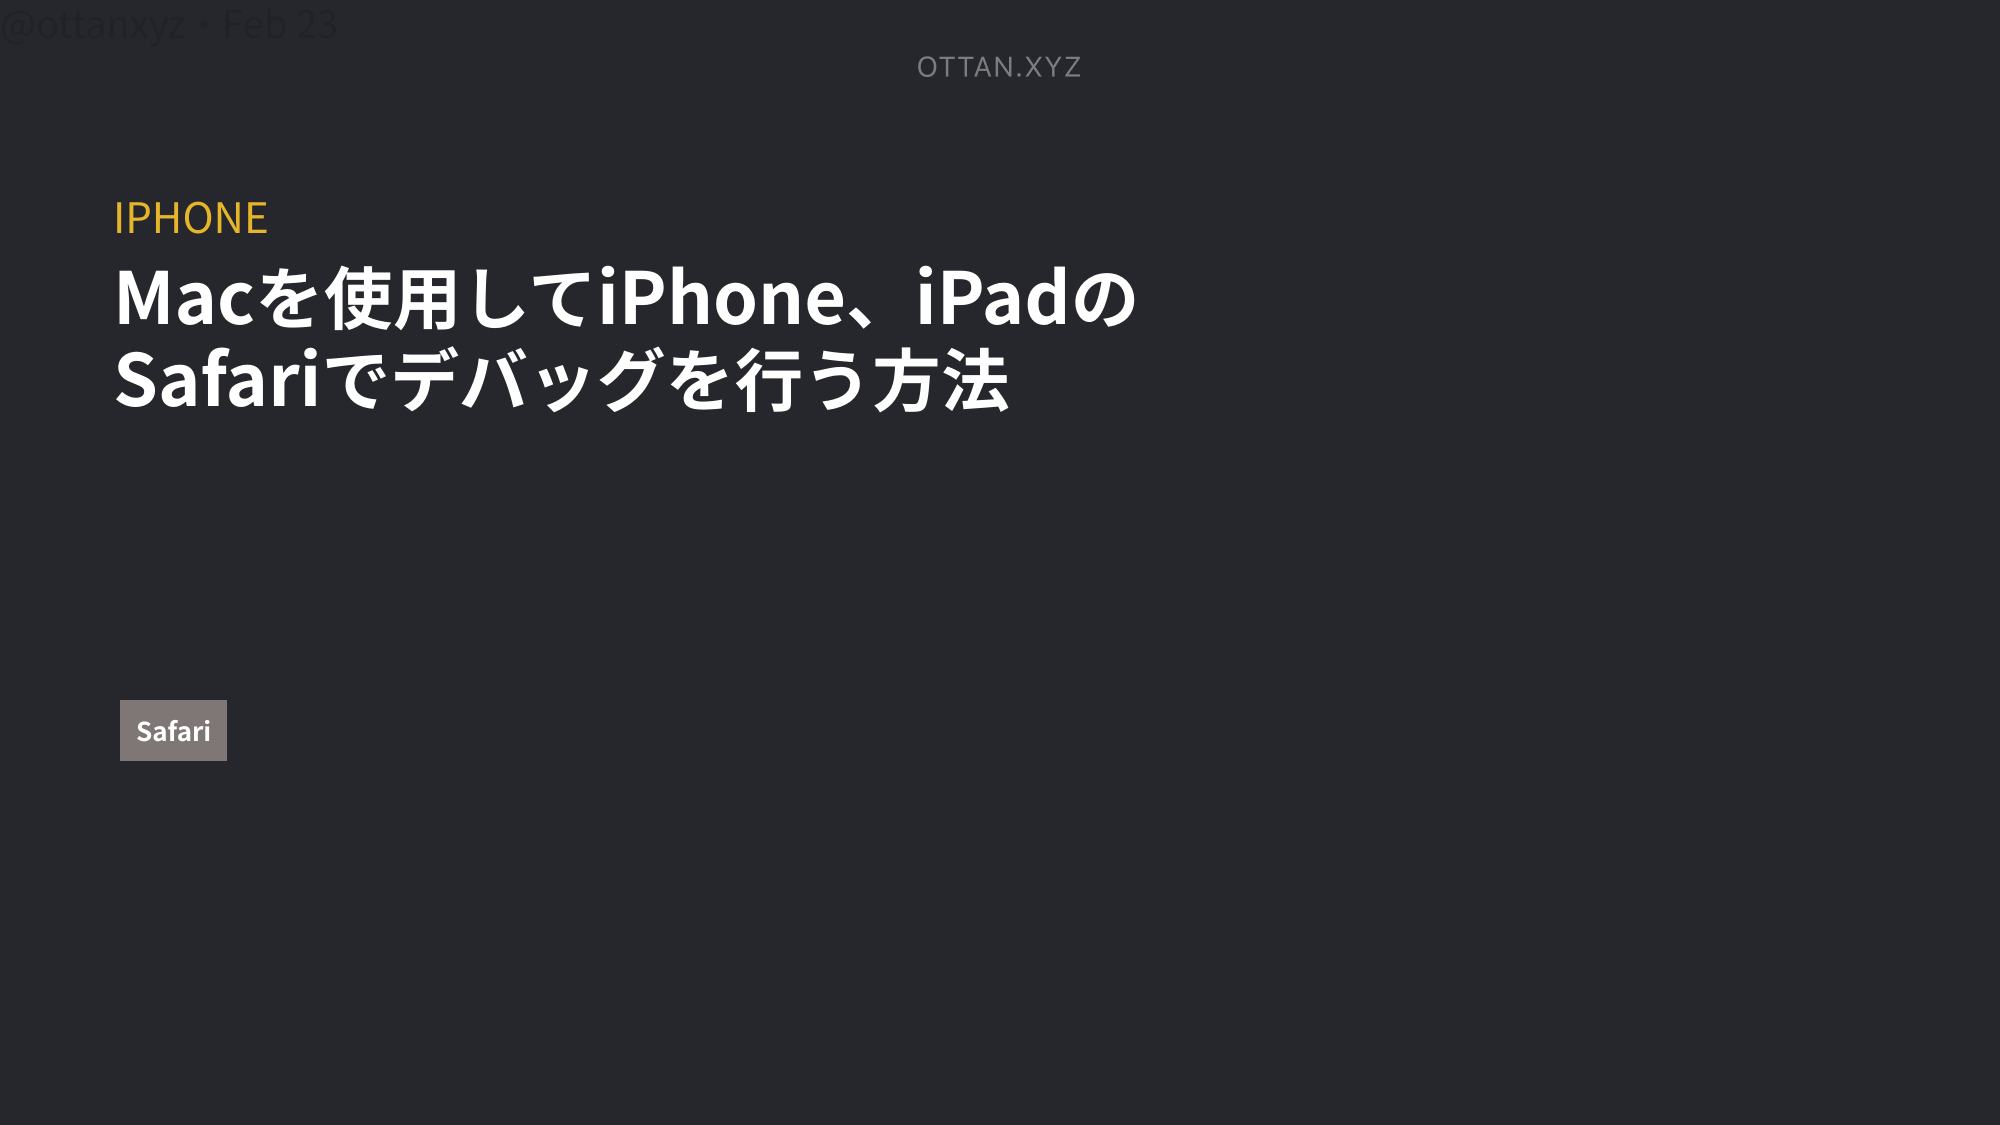 @ottanxyz・Feb 23
OTTAN.XYZ
IPHONE
Macを使用してiPhone、iPadの
Safariでデバッグを行う方法
Safari